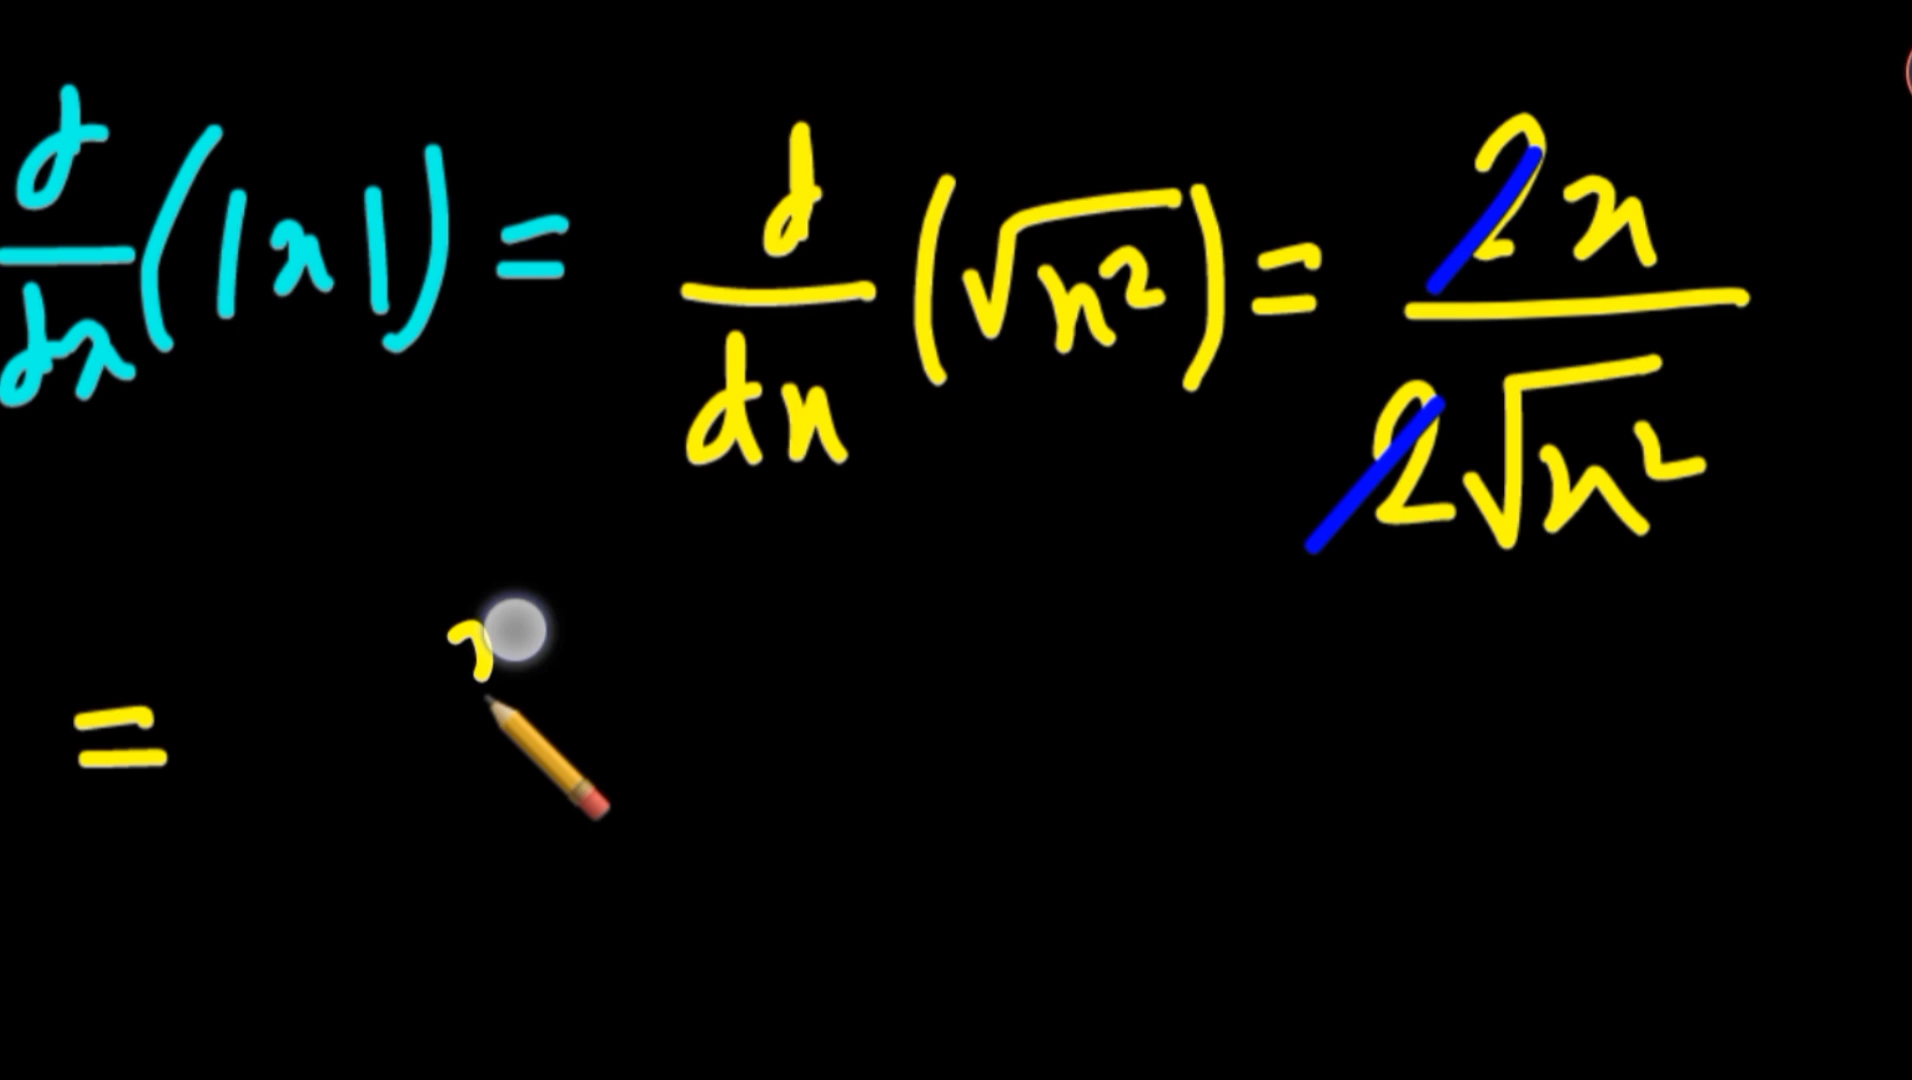 d/dx (|x|) = d/dx (√x²) = 2x / 2√x²
=